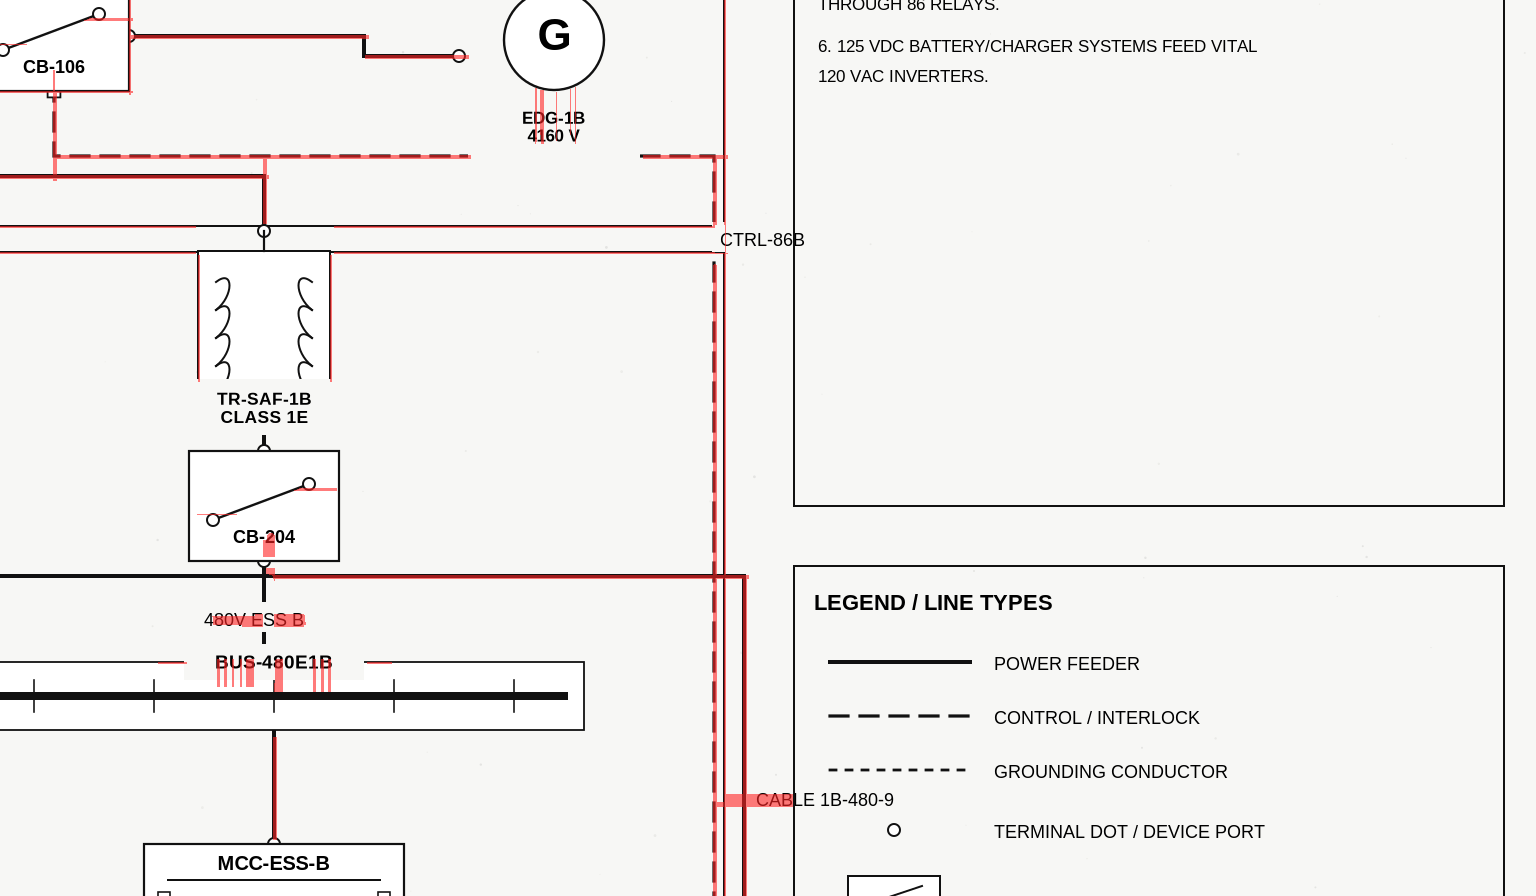 THROUGH 86 RELAYS.
6. 125 VDC BATTERY/CHARGER SYSTEMS FEED VITAL
120 VAC INVERTERS.
CB-106
G
EDG-1B
4160 V
CTRL-86B
TR-SAF-1B
CLASS 1E
CB-204
480V ESS B
BUS-480E1B
CABLE 1B-480-9
MCC-ESS-B
LEGEND / LINE TYPES
POWER FEEDER
CONTROL / INTERLOCK
GROUNDING CONDUCTOR
TERMINAL DOT / DEVICE PORT